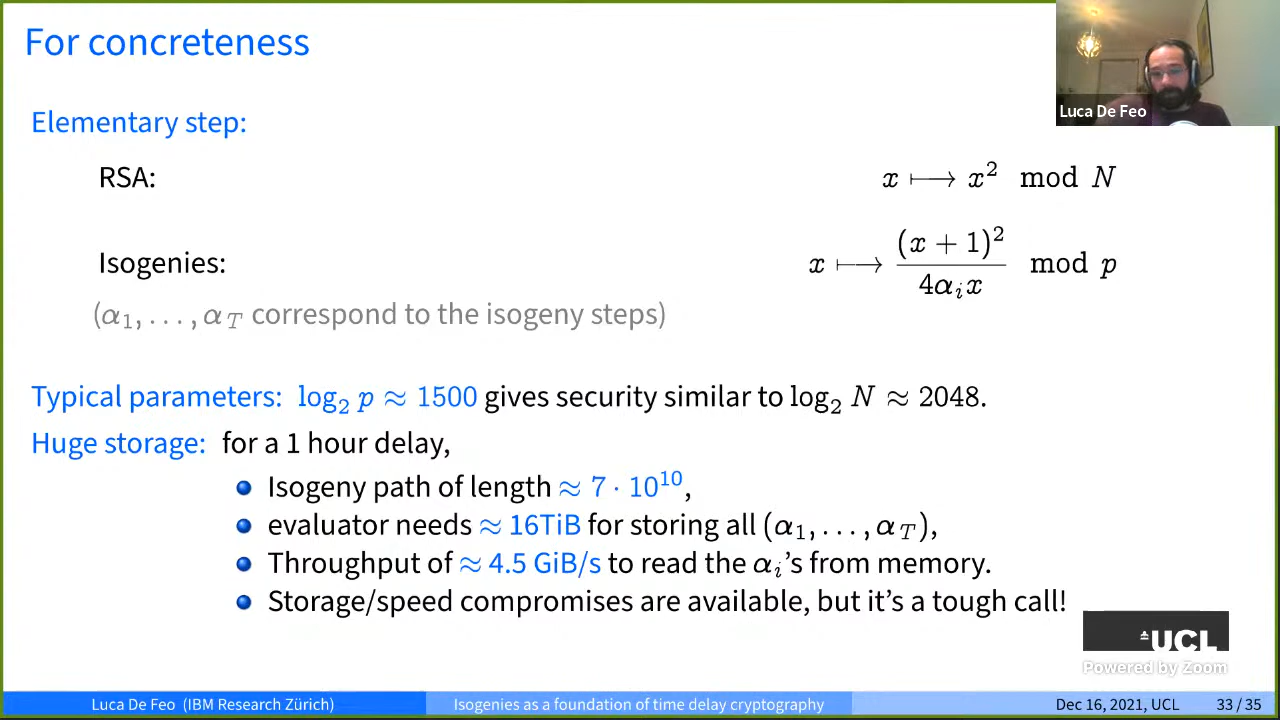 For concreteness
Luca De Feo
Elementary step:
RSA: x ⟼ x² mod N
Isogenies: x ⟼ (x + 1)² / 4αᵢx mod p
(α₁, . . . , α_T correspond to the isogeny steps)
Typical parameters: log₂ p ≈ 1500 gives security similar to log₂ N ≈ 2048.
Huge storage: for a 1 hour delay,
Isogeny path of length ≈ 7 · 10¹⁰,
evaluator needs ≈ 16TiB for storing all (α₁, . . . , α_T),
Throughput of ≈ 4.5 GiB/s to read the αᵢ’s from memory.
Storage/speed compromises are available, but it’s a tough call!
UCL
Powered by Zoom
Luca De Feo (IBM Research Zürich) Isogenies as a foundation of time delay cryptography Dec 16, 2021, UCL 33 / 35